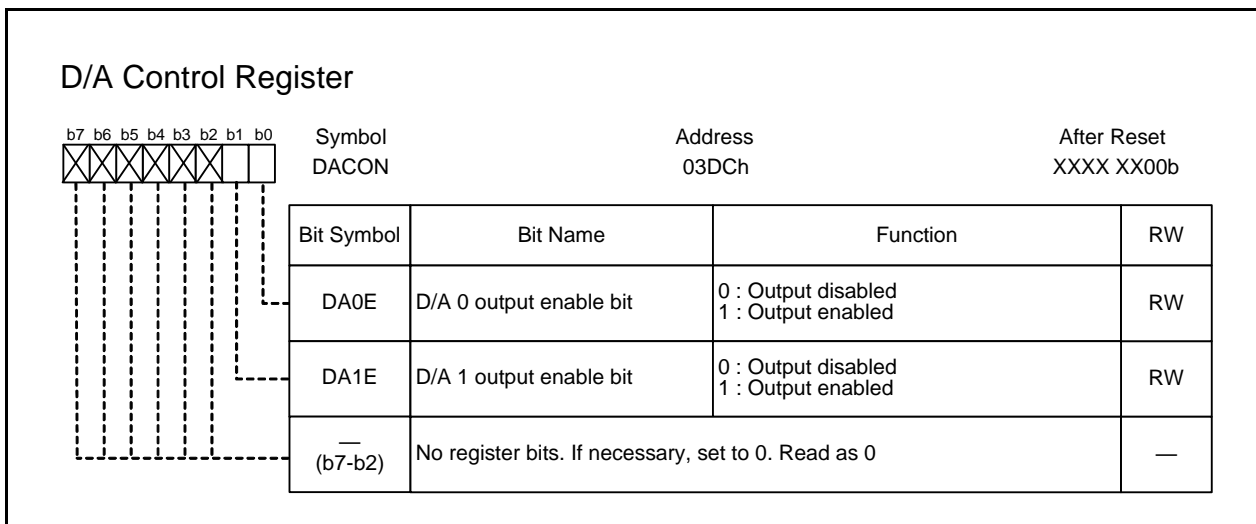 D/A Control Register
b7 b6 b5 b4 b3 b2 b1 b0 Symbol Address After Reset
DACON 03DCh XXXX XX00b
Bit Symbol Bit Name Function RW
DA0E D/A 0 output enable bit 0 : Output disabled
1 : Output enabled RW
DA1E D/A 1 output enable bit 0 : Output disabled
1 : Output enabled RW
—
(b7-b2) No register bits. If necessary, set to 0. Read as 0 —